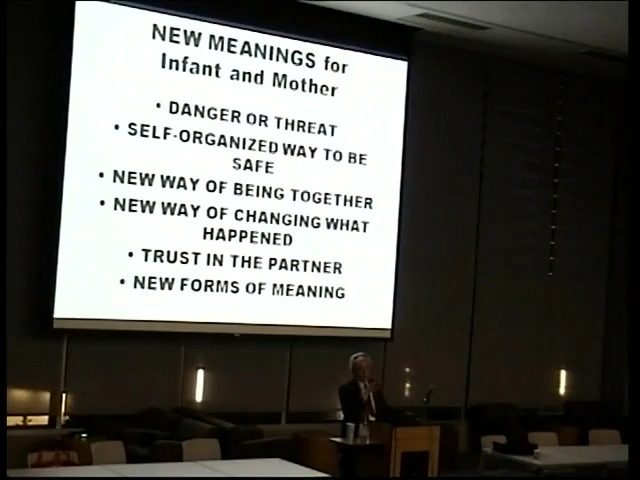 NEW MEANINGS for
Infant and Mother
• DANGER OR THREAT
• SELF-ORGANIZED WAY TO BE
SAFE
• NEW WAY OF BEING TOGETHER
• NEW WAY OF CHANGING WHAT
HAPPENED
• TRUST IN THE PARTNER
• NEW FORMS OF MEANING